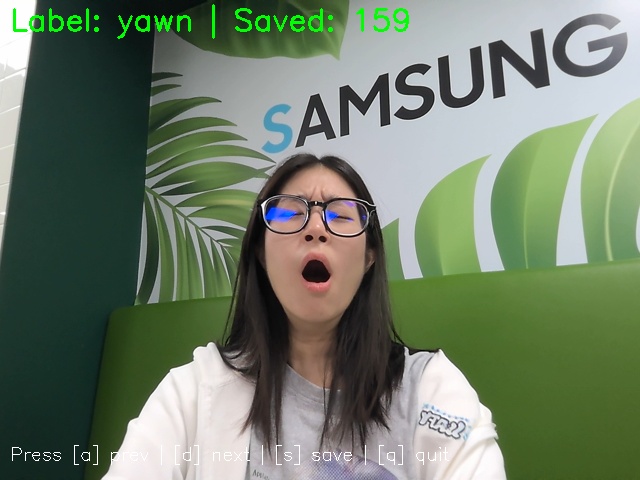 Label: yawn | Saved: 159
SAMSUNG
Press [a] prev | [d] next | [s] save | [q] quit